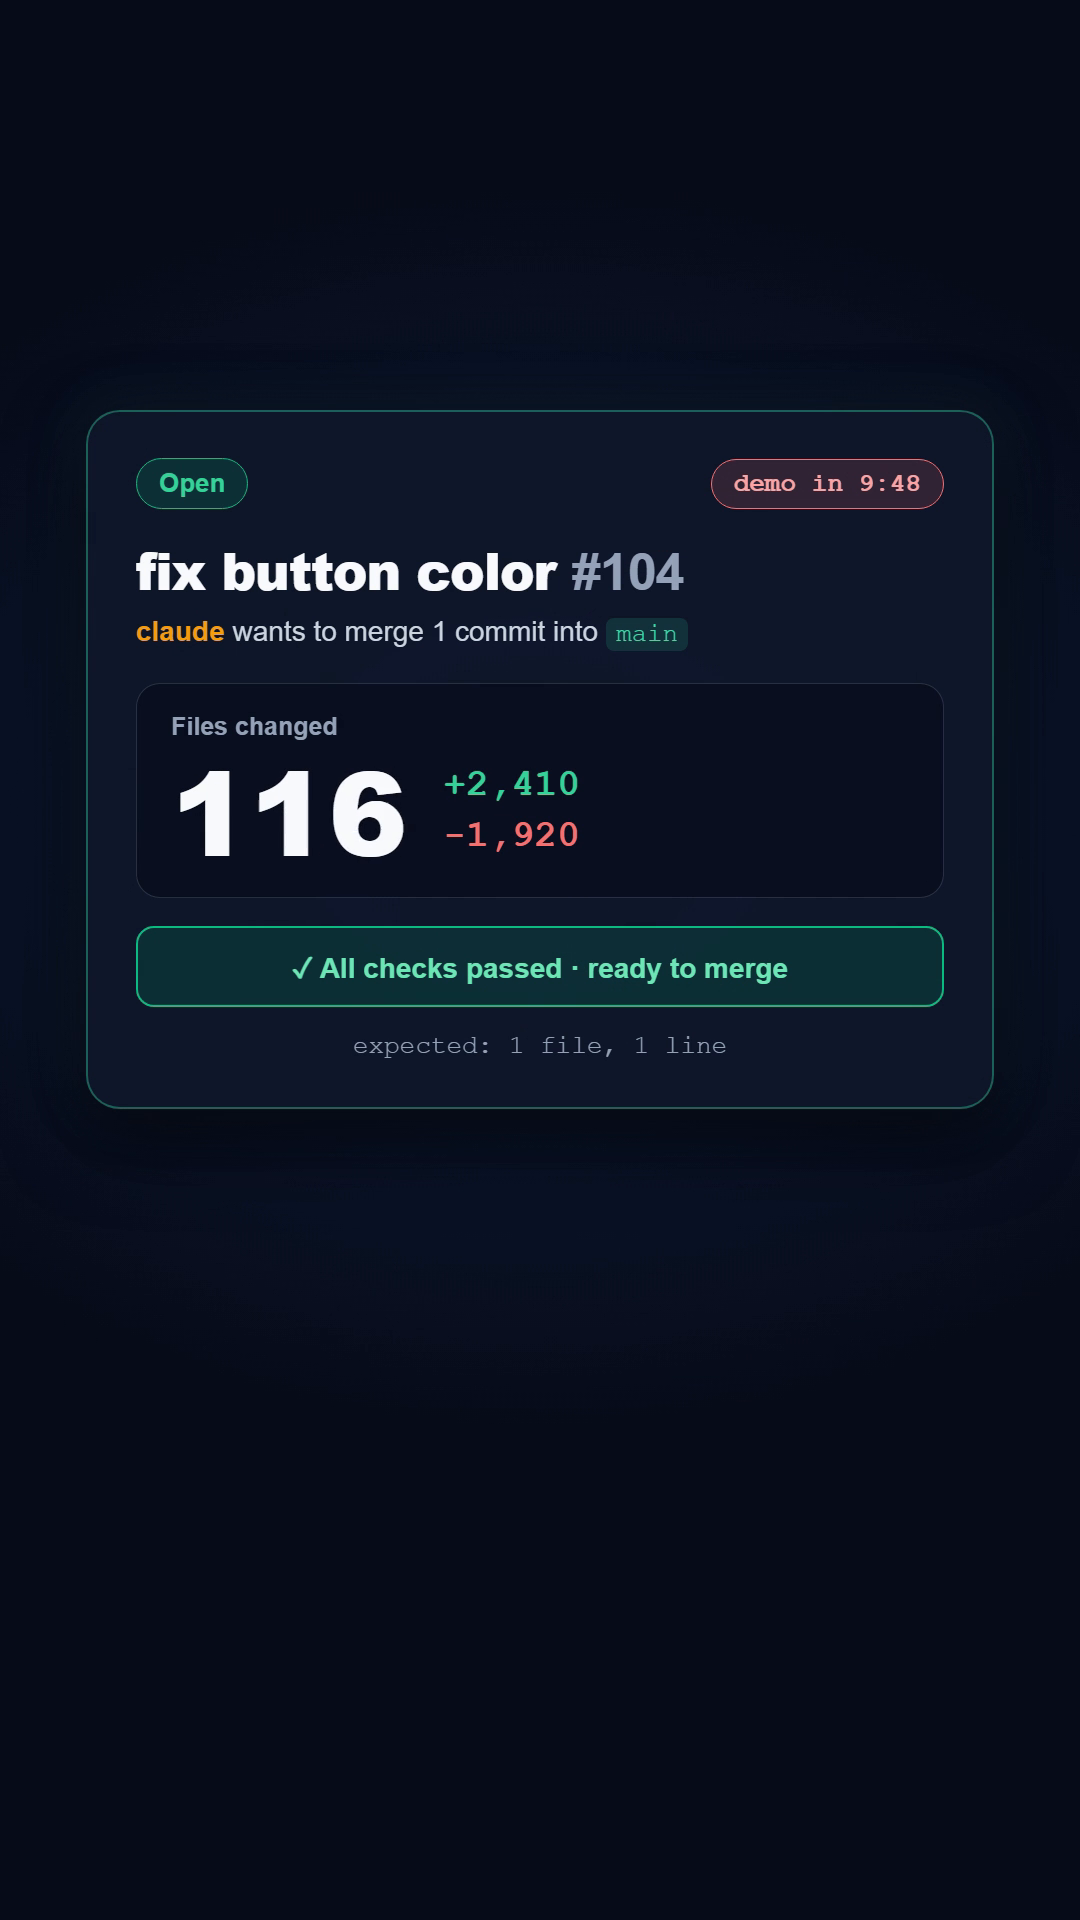 Open
demo in 9:48
fix button color #104
claude wants to merge 1 commit into main
Files changed
116
+2,410
−1,920
✓ All checks passed · ready to merge
expected: 1 file, 1 line